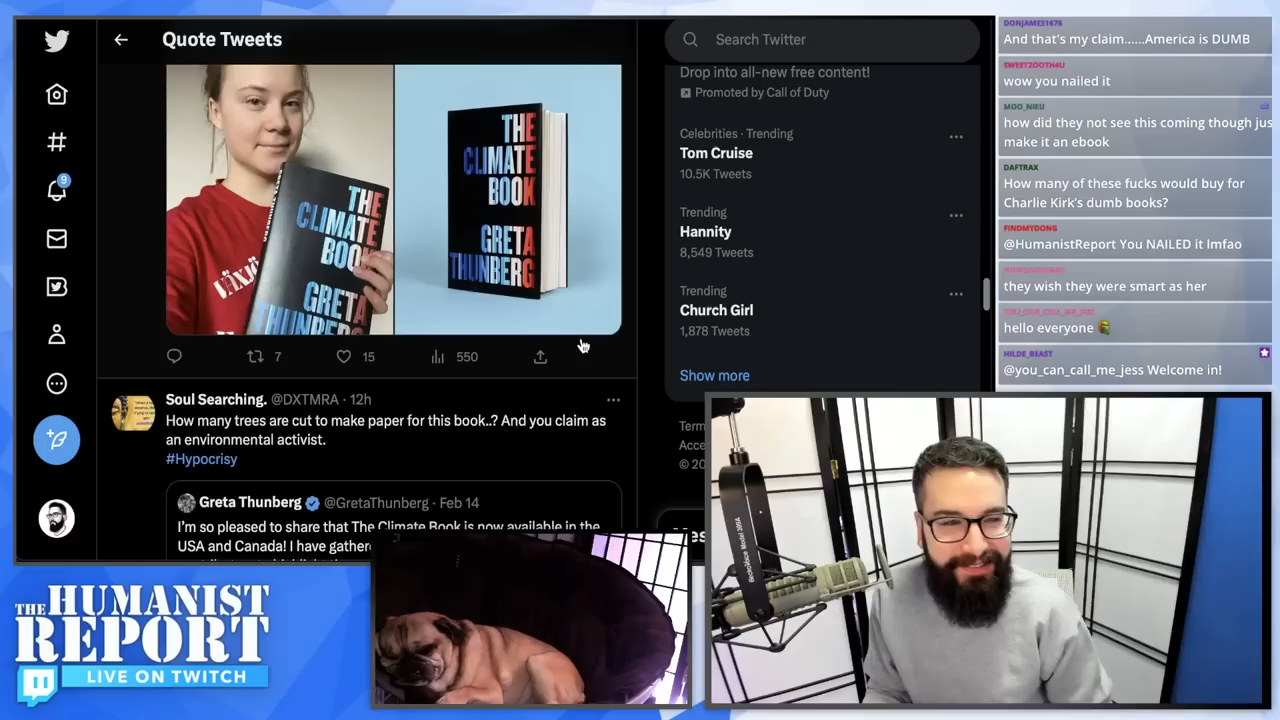 Quote Tweets
THE
CLIMATE
BOOK
GRETA
THUNBERG
THE
CLIMATE
BOOK
GRETA
THUNBERG
7
15
550
Soul Searching. @DXTMRA · 12h
How many trees are cut to make paper for this book..? And you claim as
an environmental activist.
#Hypocrisy
Greta Thunberg @GretaThunberg · Feb 14
I'm so pleased to share that The Climate Book is now available in the
USA and Canada! I have gathere
9
Search Twitter
Drop into all-new free content!
Promoted by Call of Duty
Celebrities · Trending
Tom Cruise
10.5K Tweets
Trending
Hannity
8,549 Tweets
Trending
Church Girl
1,878 Tweets
Show more
Term
Acce
© 20
DONJAMES1676
And that's my claim......America is DUMB
SWEET2OOTH4U
wow you nailed it
MOO_NIEU
how did they not see this coming though jus
make it an ebook
DAFTRAX
How many of these fucks would buy for
Charlie Kirk's dumb books?
FINDMYDONG
@HumanistReport You NAILED it lmfao
they wish they were smart as her
YOU_CAN_CALL_ME_JESS
hello everyone
HILDE_BEAST
@you_can_call_me_jess Welcome in!
THE HUMANIST
REPORT
LIVE ON TWITCH